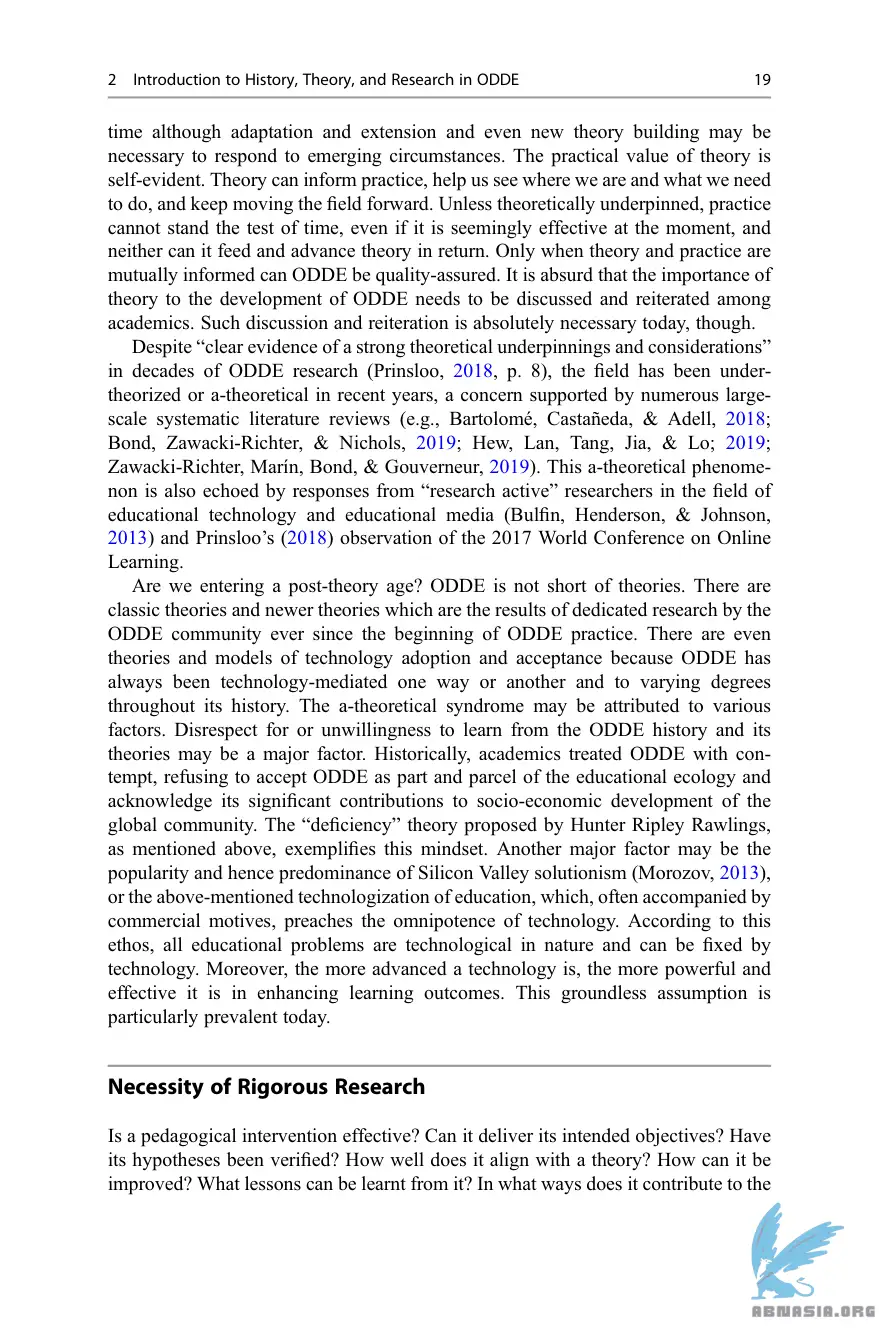 2 Introduction to History, Theory, and Research in ODDE 19
time although adaptation and extension and even new theory building may be
necessary to respond to emerging circumstances. The practical value of theory is
self-evident. Theory can inform practice, help us see where we are and what we need
to do, and keep moving the field forward. Unless theoretically underpinned, practice
cannot stand the test of time, even if it is seemingly effective at the moment, and
neither can it feed and advance theory in return. Only when theory and practice are
mutually informed can ODDE be quality-assured. It is absurd that the importance of
theory to the development of ODDE needs to be discussed and reiterated among
academics. Such discussion and reiteration is absolutely necessary today, though.
Despite “clear evidence of a strong theoretical underpinnings and considerations”
in decades of ODDE research (Prinsloo, 2018, p. 8), the field has been under-
theorized or a-theoretical in recent years, a concern supported by numerous large-
scale systematic literature reviews (e.g., Bartolomé, Castañeda, & Adell, 2018;
Bond, Zawacki-Richter, & Nichols, 2019; Hew, Lan, Tang, Jia, & Lo; 2019;
Zawacki-Richter, Marín, Bond, & Gouverneur, 2019). This a-theoretical phenome-
non is also echoed by responses from “research active” researchers in the field of
educational technology and educational media (Bulfin, Henderson, & Johnson,
2013) and Prinsloo’s (2018) observation of the 2017 World Conference on Online
Learning.
Are we entering a post-theory age? ODDE is not short of theories. There are
classic theories and newer theories which are the results of dedicated research by the
ODDE community ever since the beginning of ODDE practice. There are even
theories and models of technology adoption and acceptance because ODDE has
always been technology-mediated one way or another and to varying degrees
throughout its history. The a-theoretical syndrome may be attributed to various
factors. Disrespect for or unwillingness to learn from the ODDE history and its
theories may be a major factor. Historically, academics treated ODDE with con-
tempt, refusing to accept ODDE as part and parcel of the educational ecology and
acknowledge its significant contributions to socio-economic development of the
global community. The “deficiency” theory proposed by Hunter Ripley Rawlings,
as mentioned above, exemplifies this mindset. Another major factor may be the
popularity and hence predominance of Silicon Valley solutionism (Morozov, 2013),
or the above-mentioned technologization of education, which, often accompanied by
commercial motives, preaches the omnipotence of technology. According to this
ethos, all educational problems are technological in nature and can be fixed by
technology. Moreover, the more advanced a technology is, the more powerful and
effective it is in enhancing learning outcomes. This groundless assumption is
particularly prevalent today.
Necessity of Rigorous Research
Is a pedagogical intervention effective? Can it deliver its intended objectives? Have
its hypotheses been verified? How well does it align with a theory? How can it be
improved? What lessons can be learnt from it? In what ways does it contribute to the
ABNASIA.ORG